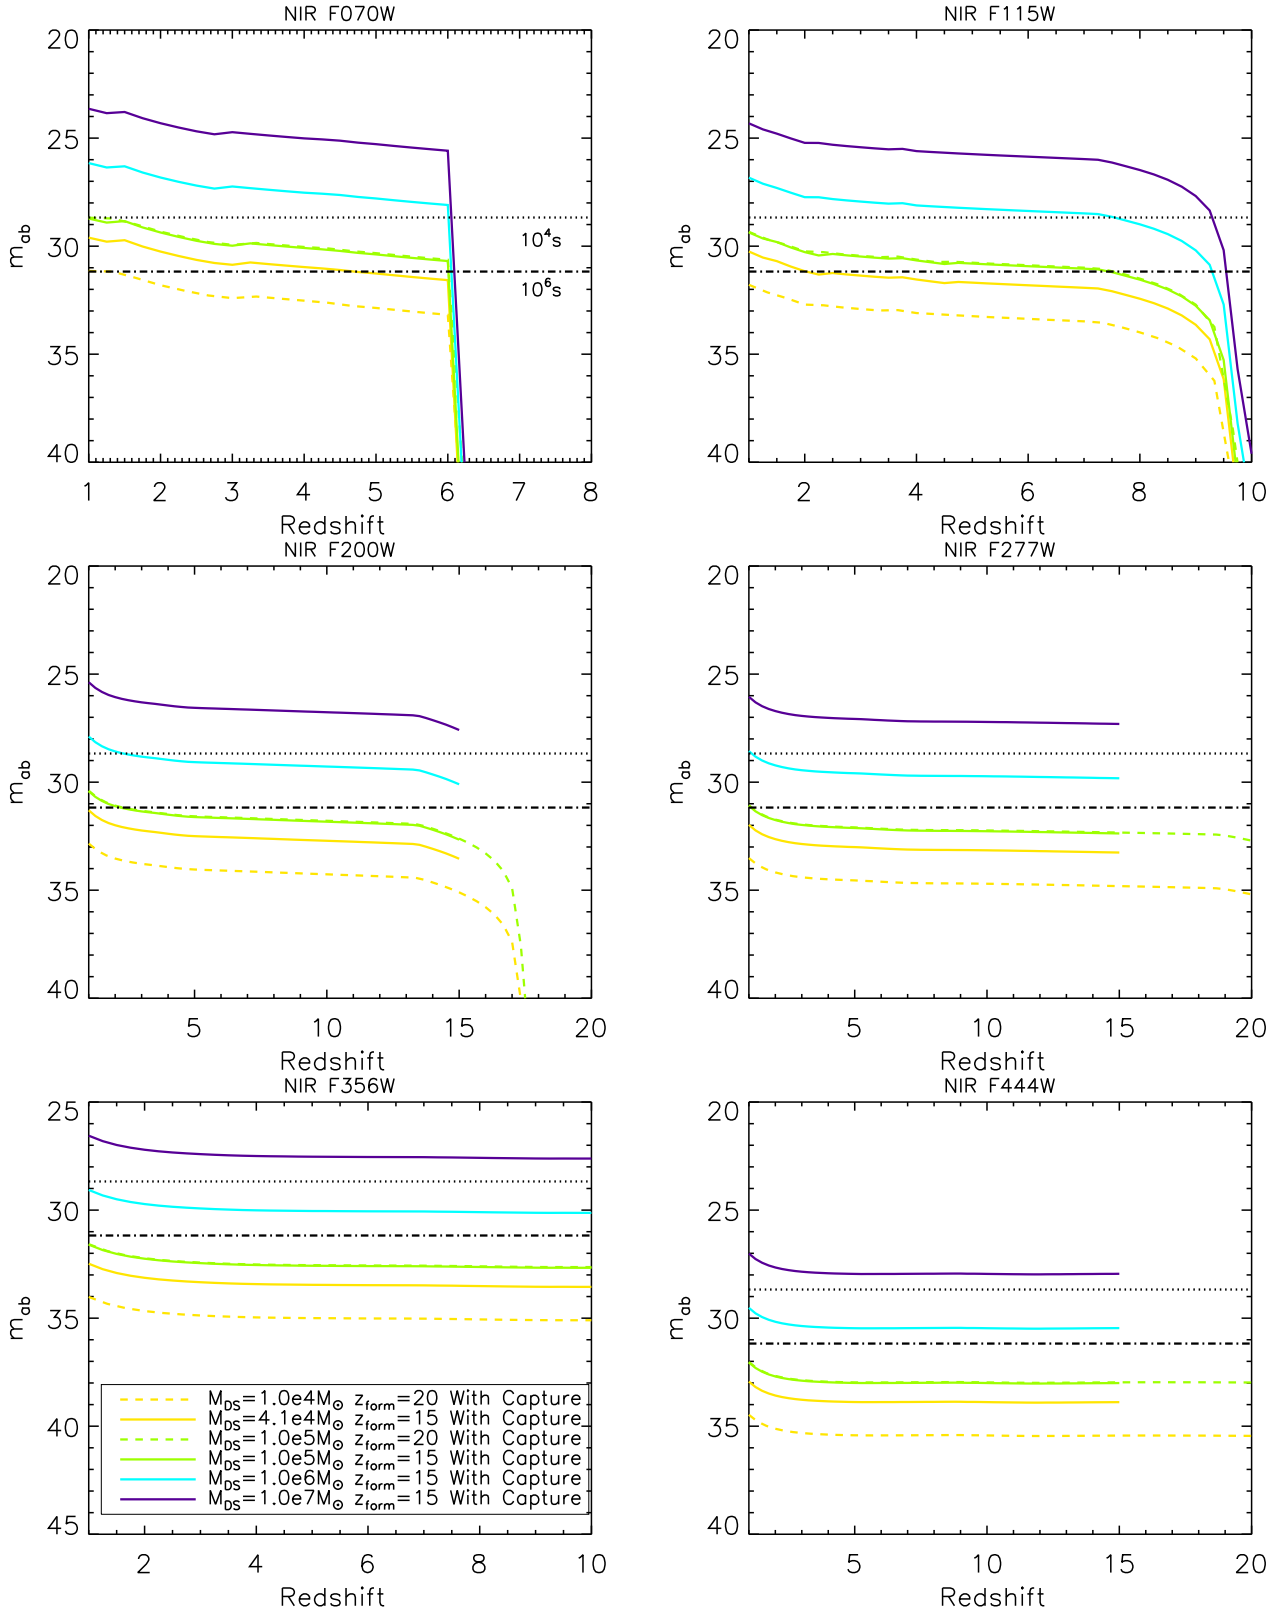 NIR F070W
20
25
30
35
40
m_ab
10⁴s
10⁶s
1 2 3 4 5 6 7 8
Redshift
NIR F115W
20
25
30
35
40
m_ab
2 4 6 8 10
Redshift
NIR F200W
20
25
30
35
40
m_ab
5 10 15 20
Redshift
NIR F277W
20
25
30
35
40
m_ab
5 10 15 20
Redshift
NIR F356W
25
30
35
40
45
m_ab
M_DS=1.0e4M_⊙ z_form=20 With Capture
M_DS=4.1e4M_⊙ z_form=15 With Capture
M_DS=1.0e5M_⊙ z_form=20 With Capture
M_DS=1.0e5M_⊙ z_form=15 With Capture
M_DS=1.0e6M_⊙ z_form=15 With Capture
M_DS=1.0e7M_⊙ z_form=15 With Capture
2 4 6 8 10
Redshift
NIR F444W
20
25
30
35
40
m_ab
5 10 15 20
Redshift